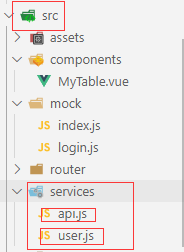 src
assets
components
MyTable.vue
mock
JS index.js
JS login.js
router
services
JS api.js
JS user.js